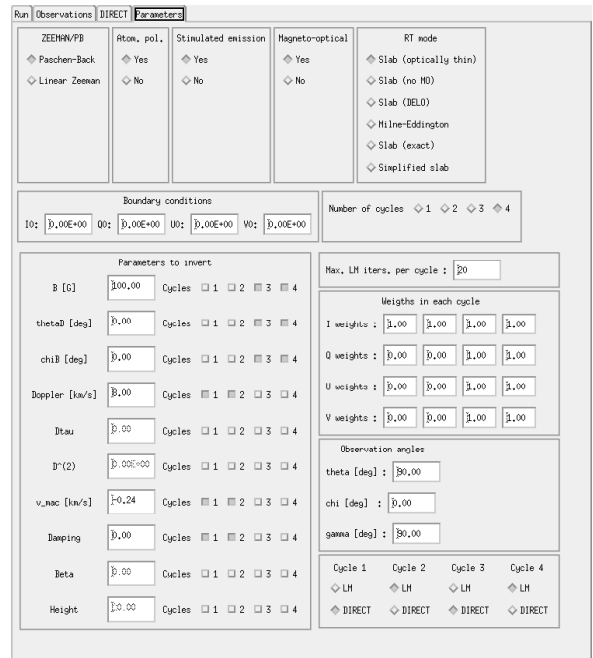 Run Observations DIRECT Parameters
ZEEMAN/PB
Paschen-Back
Linear Zeeman
Atom. pol.
Yes
No
Stimulated emission
Yes
No
Magneto-optical
Yes
No
RT mode
Slab (optically thin)
Slab (no MO)
Slab (DELO)
Milne-Eddington
Slab (exact)
Simplified slab
Boundary conditions
I0: 0.00E+00 Q0: 0.00E+00 U0: 0.00E+00 V0: 0.00E+00
Number of cycles 1 2 3 4
Parameters to invert
B [G] 100.00 Cycles 1 2 3 4
thetaD [deg] 0.00 Cycles 1 2 3 4
chiB [deg] 0.00 Cycles 1 2 3 4
Doppler [km/s] 8.00 Cycles 1 2 3 4
Dtau 0.00 Cycles 1 2 3 4
D^(2) 0.00E+00 Cycles 1 2 3 4
v_mac [km/s] -0.24 Cycles 1 2 3 4
Damping 0.00 Cycles 1 2 3 4
Beta 0.00 Cycles 1 2 3 4
Height Cycles 1 2 3 4
Max. LM iters. per cycle : 20
Weigths in each cycle
I weights : 1.00 1.00 1.00 1.00
Q weights : 0.00 0.00 1.00 1.00
U weights : 0.00 0.00 1.00 1.00
V weights : 0.00 0.00 1.00 1.00
Observation angles
theta [deg] : 90.00
chi [deg] : 0.00
gamma [deg] : 90.00
Cycle 1 Cycle 2 Cycle 3 Cycle 4
LM LM LM LM
DIRECT DIRECT DIRECT DIRECT